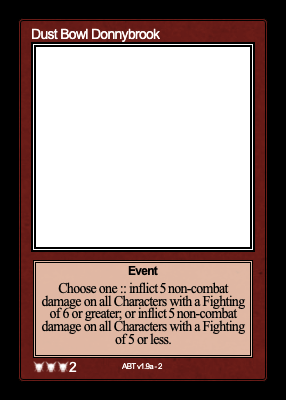 Dust Bowl Donnybrook
Event
Choose one :: inflict 5 non-combat
damage on all Characters with a Fighting
of 6 or greater; or inflict 5 non-combat
damage on all Characters with a Fighting
of 5 or less.
2
ABT v1.9a - 2